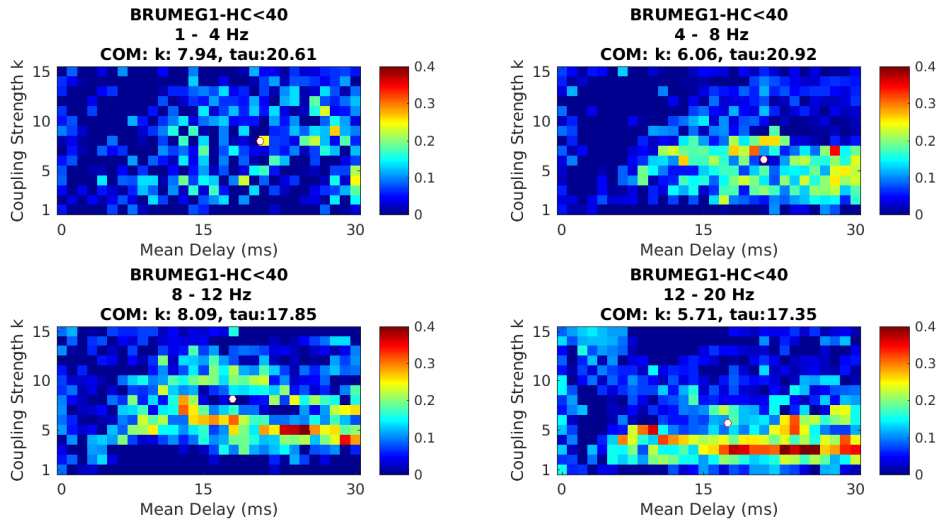 BRUMEG1-HC<40
1 - 4 Hz
COM: k: 7.94, tau:20.61
Coupling Strength k
15
10
5
1
0
15
30
Mean Delay (ms)
0.4
0.3
0.2
0.1
0
BRUMEG1-HC<40
4 - 8 Hz
COM: k: 6.06, tau:20.92
Coupling Strength k
15
10
5
1
0
15
30
Mean Delay (ms)
0.4
0.3
0.2
0.1
0
BRUMEG1-HC<40
8 - 12 Hz
COM: k: 8.09, tau:17.85
Coupling Strength k
15
10
5
1
0
15
30
Mean Delay (ms)
0.4
0.3
0.2
0.1
0
BRUMEG1-HC<40
12 - 20 Hz
COM: k: 5.71, tau:17.35
Coupling Strength k
15
10
5
1
0
15
30
Mean Delay (ms)
0.4
0.3
0.2
0.1
0